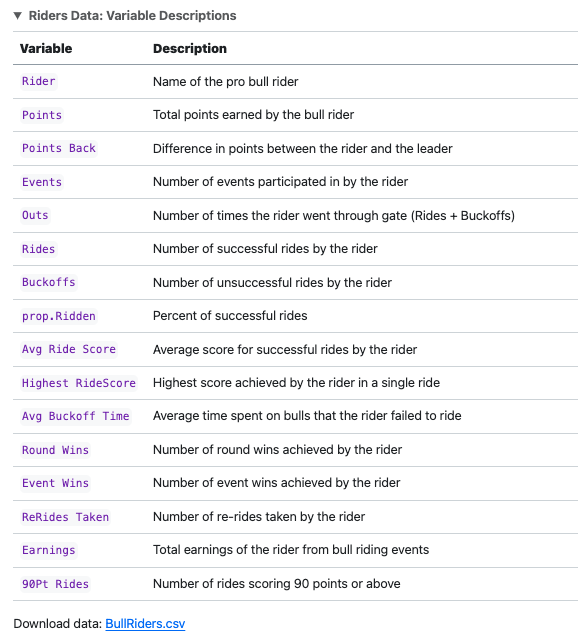 ▼ Riders Data: Variable Descriptions
Variable Description
Rider Name of the pro bull rider
Points Total points earned by the bull rider
Points Back Difference in points between the rider and the leader
Events Number of events participated in by the rider
Outs Number of times the rider went through gate (Rides + Buckoffs)
Rides Number of successful rides by the rider
Buckoffs Number of unsuccessful rides by the rider
prop.Ridden Percent of successful rides
Avg Ride Score Average score for successful rides by the rider
Highest RideScore Highest score achieved by the rider in a single ride
Avg Buckoff Time Average time spent on bulls that the rider failed to ride
Round Wins Number of round wins achieved by the rider
Event Wins Number of event wins achieved by the rider
ReRides Taken Number of re-rides taken by the rider
Earnings Total earnings of the rider from bull riding events
90Pt Rides Number of rides scoring 90 points or above
Download data: BullRiders.csv